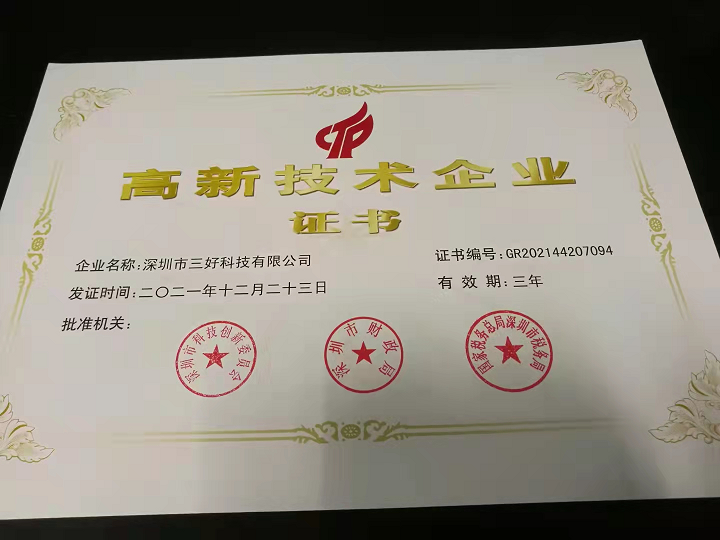 CTP
高新技术企业
证书
企业名称:深圳市三好科技有限公司
证书编号:GR202144207094
发证时间:二〇二一年十二月二十三日
有效期:三年
批准机关:
深圳市科技创新委员会
深圳市财政局
国家税务总局深圳市税务局